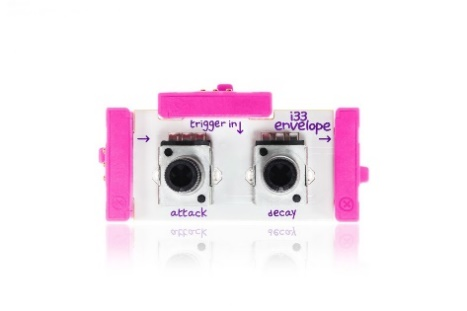 i33
trigger in
envelope
attack
decay